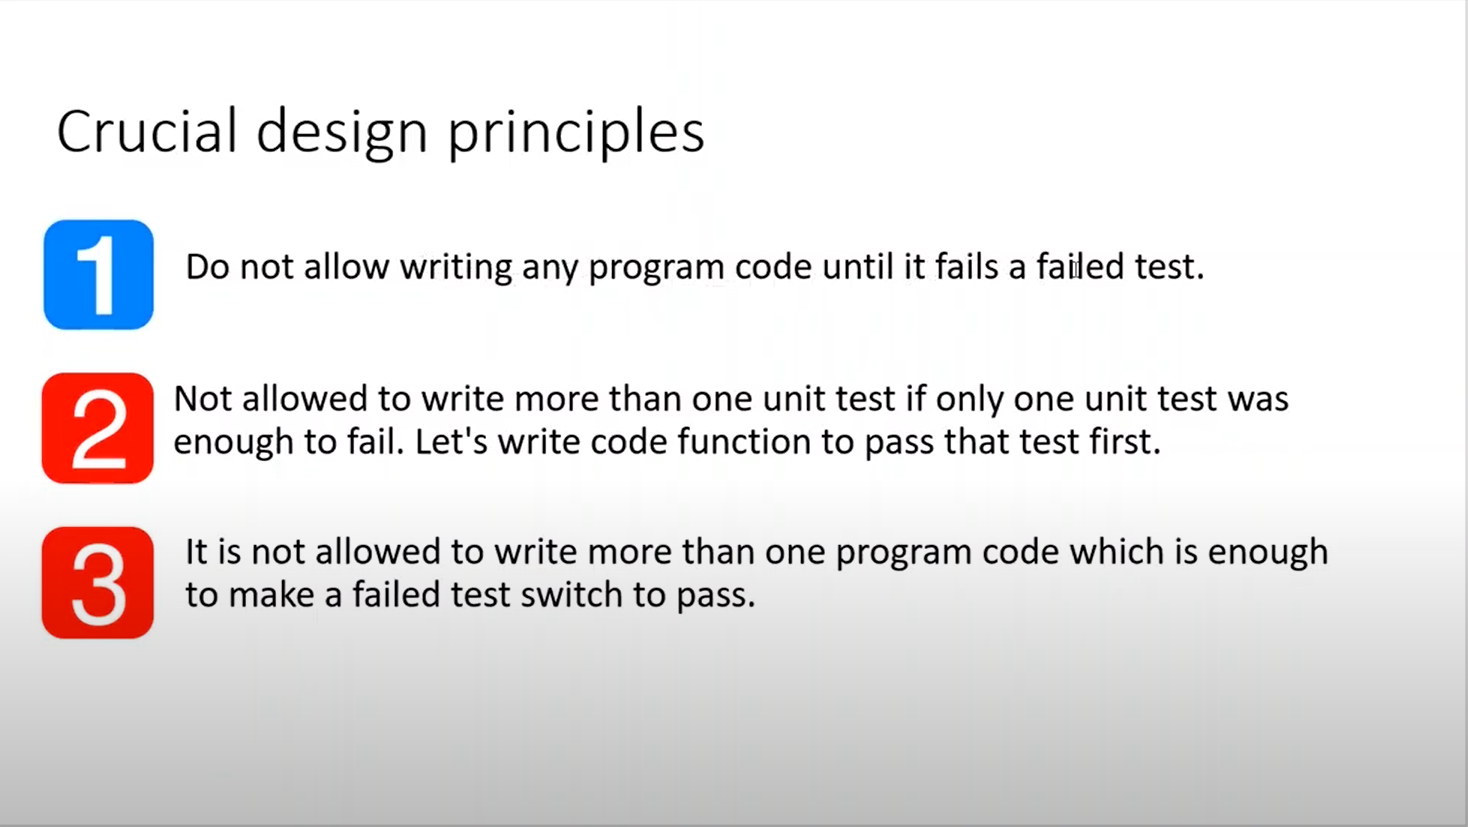 Crucial design principles
1
Do not allow writing any program code until it fails a failed test.
2
Not allowed to write more than one unit test if only one unit test was
enough to fail. Let's write code function to pass that test first.
3
It is not allowed to write more than one program code which is enough
to make a failed test switch to pass.